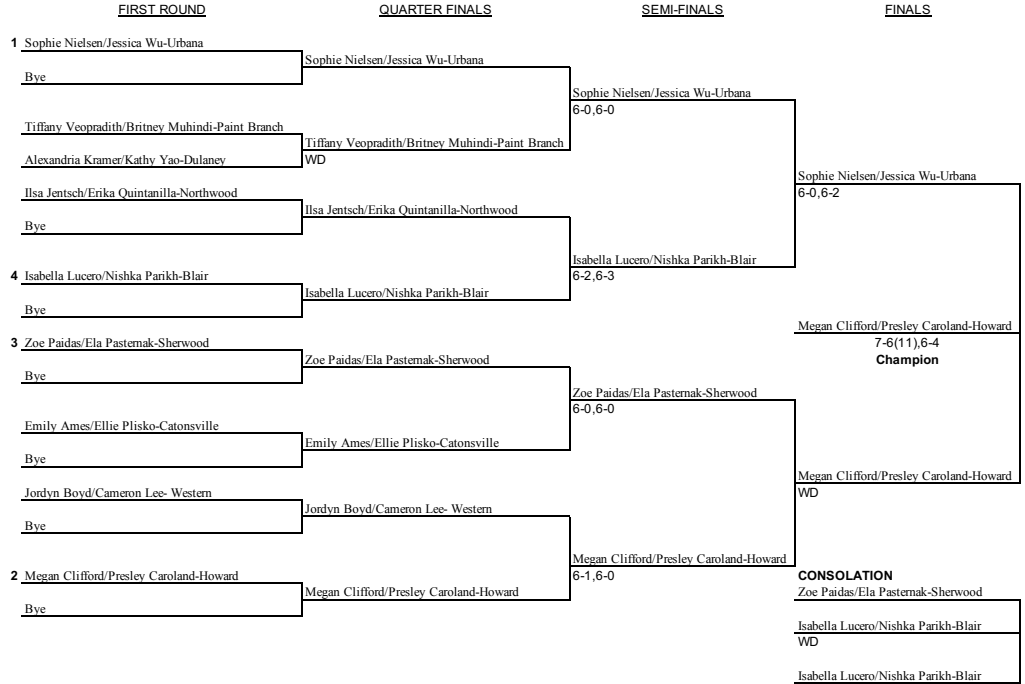 FIRST ROUND
QUARTER FINALS
SEMI-FINALS
FINALS
1 Sophie Nielsen/Jessica Wu-Urbana
Bye
Tiffany Veopradith/Britney Muhindi-Paint Branch
Alexandria Kramer/Kathy Yao-Dulaney
Ilsa Jentsch/Erika Quintanilla-Northwood
Bye
4 Isabella Lucero/Nishka Parikh-Blair
Bye
3 Zoe Paidas/Ela Pasternak-Sherwood
Bye
Emily Ames/Ellie Plisko-Catonsville
Bye
Jordyn Boyd/Cameron Lee- Western
Bye
2 Megan Clifford/Presley Caroland-Howard
Bye
Sophie Nielsen/Jessica Wu-Urbana
Tiffany Veopradith/Britney Muhindi-Paint Branch
WD
Ilsa Jentsch/Erika Quintanilla-Northwood
Isabella Lucero/Nishka Parikh-Blair
Zoe Paidas/Ela Pasternak-Sherwood
Emily Ames/Ellie Plisko-Catonsville
Jordyn Boyd/Cameron Lee- Western
Megan Clifford/Presley Caroland-Howard
Sophie Nielsen/Jessica Wu-Urbana
6-0,6-0
Isabella Lucero/Nishka Parikh-Blair
6-2,6-3
Zoe Paidas/Ela Pasternak-Sherwood
6-0,6-0
Megan Clifford/Presley Caroland-Howard
6-1,6-0
Sophie Nielsen/Jessica Wu-Urbana
6-0,6-2
Megan Clifford/Presley Caroland-Howard
7-6(11),6-4
Champion
Megan Clifford/Presley Caroland-Howard
WD
CONSOLATION
Zoe Paidas/Ela Pasternak-Sherwood
Isabella Lucero/Nishka Parikh-Blair
WD
Isabella Lucero/Nishka Parikh-Blair